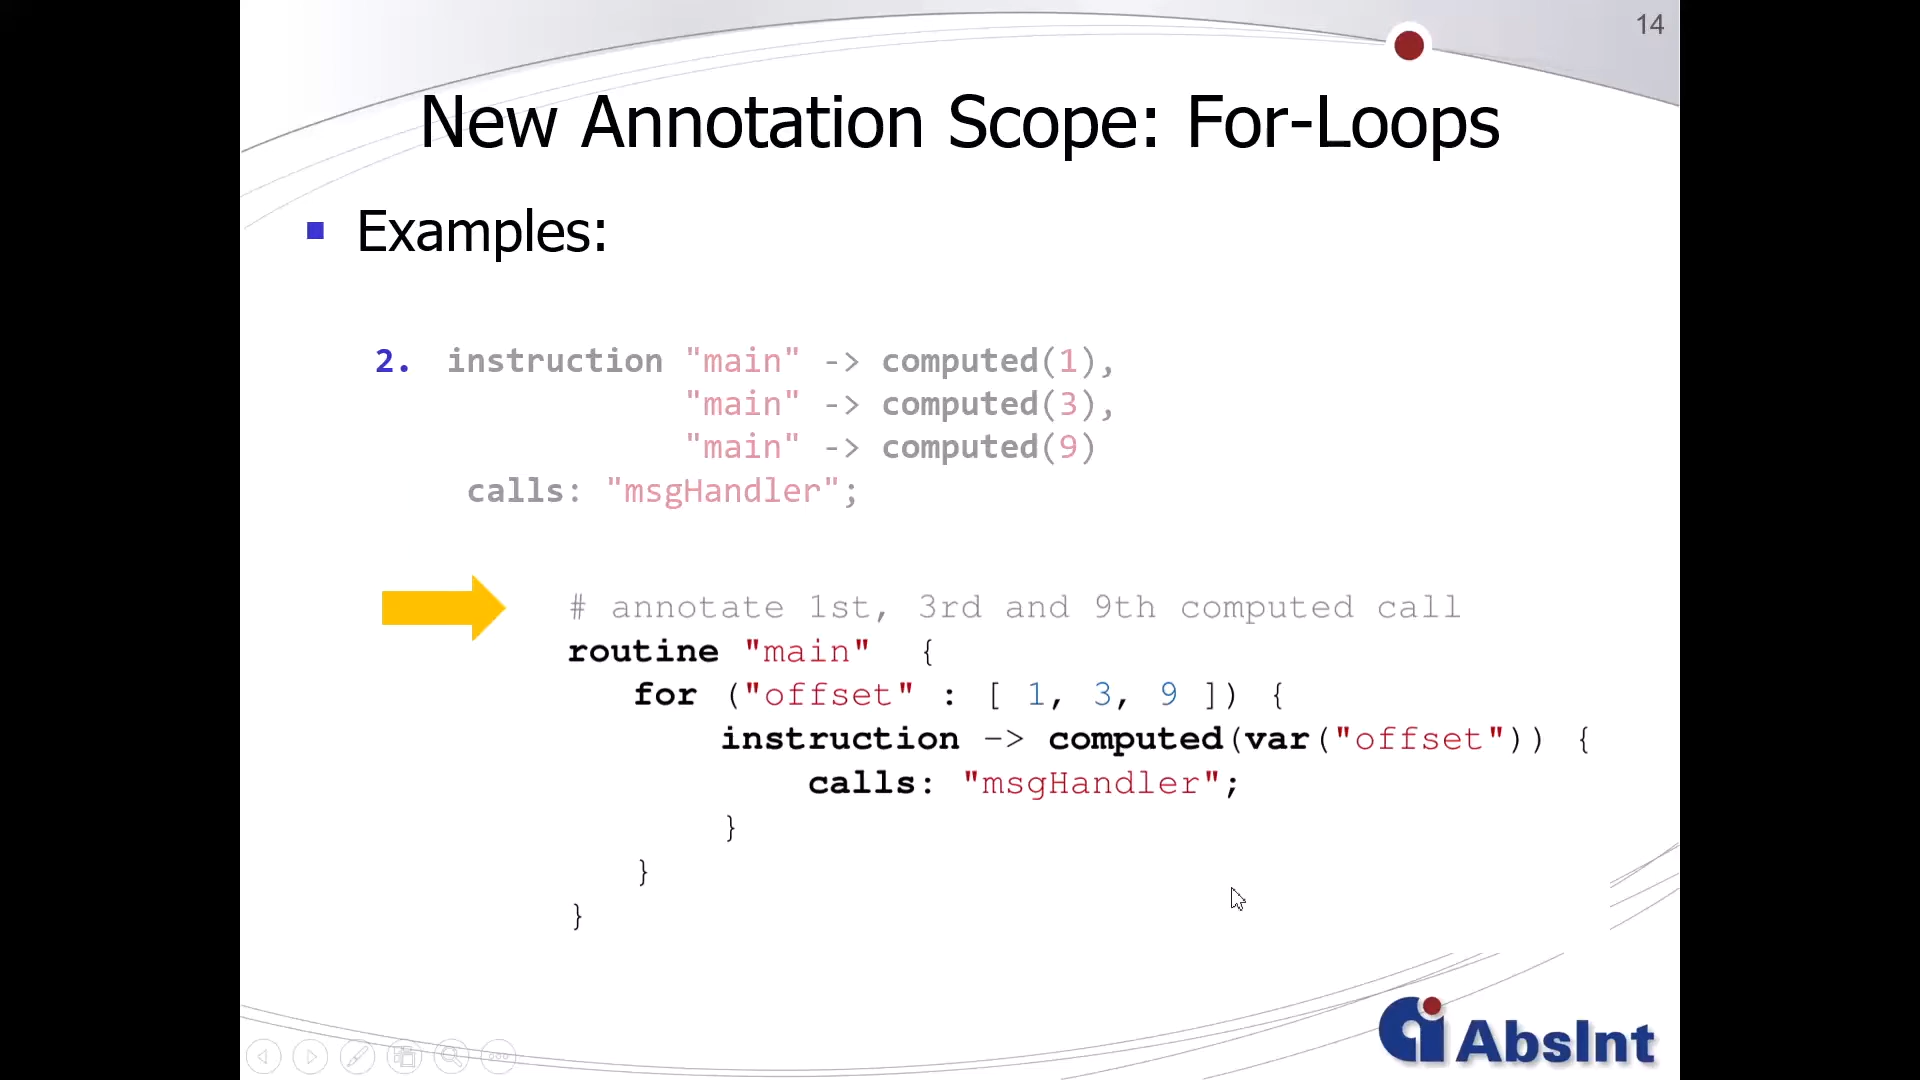 14
New Annotation Scope: For-Loops
Examples:
2. instruction "main" -> computed(1),
"main" -> computed(3),
"main" -> computed(9)
calls: "msgHandler";
# annotate 1st, 3rd and 9th computed call
routine "main" {
for ("offset" : [ 1, 3, 9 ]) {
instruction -> computed(var("offset")) {
calls: "msgHandler";
}
}
}
AbsInt